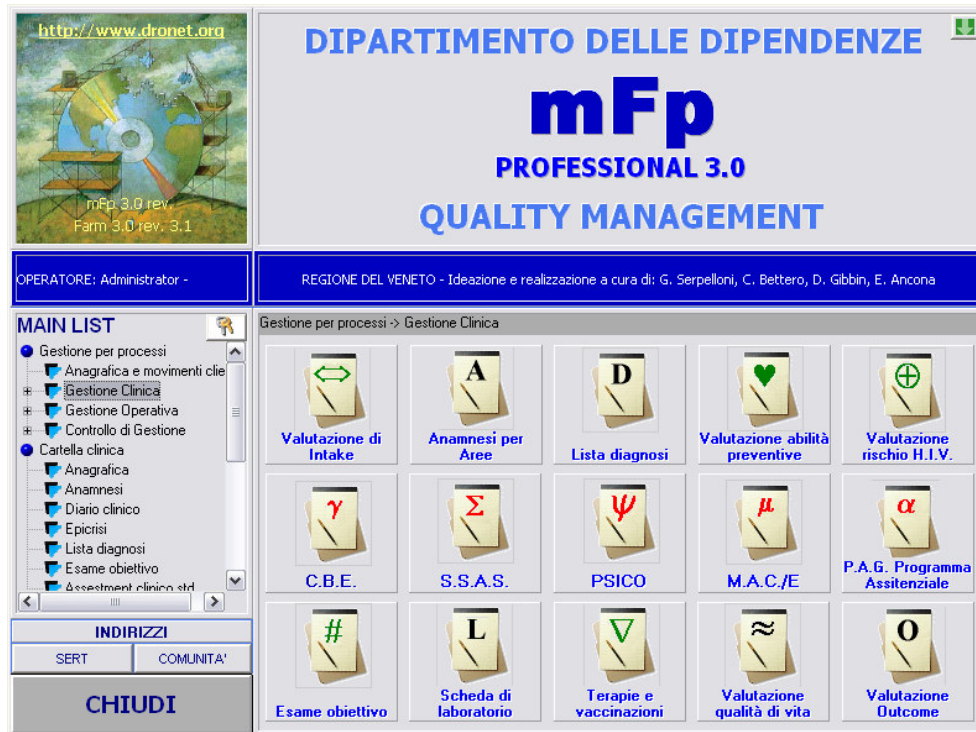 http://www.dronet.org
mFp 3.0 rev.
Farm 3.0 rev. 3.1
DIPARTIMENTO DELLE DIPENDENZE
mFp
PROFESSIONAL 3.0
QUALITY MANAGEMENT
OPERATORE: Administrator -
REGIONE DEL VENETO - Ideazione e realizzazione a cura di: G. Serpelloni, C. Bettero, D. Gibbin, E. Ancona
MAIN LIST
Gestione per processi
Anagrafica e movimenti clie
Gestione Clinica
Gestione Operativa
Controllo di Gestione
Cartella clinica
Anagrafica
Anamnesi
Diario clinico
Epicrisi
Lista diagnosi
Esame obiettivo
Assestment clinico std
INDIRIZZI
SERT
COMUNITA'
CHIUDI
Gestione per processi -> Gestione Clinica
⇔
Valutazione di
Intake
A
Anamnesi per
Aree
D
Lista diagnosi
♥
Valutazione abilità
preventive
⊕
Valutazione
rischio H.I.V.
γ
C.B.E.
Σ
S.S.A.S.
Ψ
PSICO
μ
M.A.C./E
α
P.A.G. Programma
Assitenziale
#
Esame obiettivo
L
Scheda di
laboratorio
∇
Terapie e
vaccinazioni
≈
Valutazione
qualità di vita
O
Valutazione
Outcome